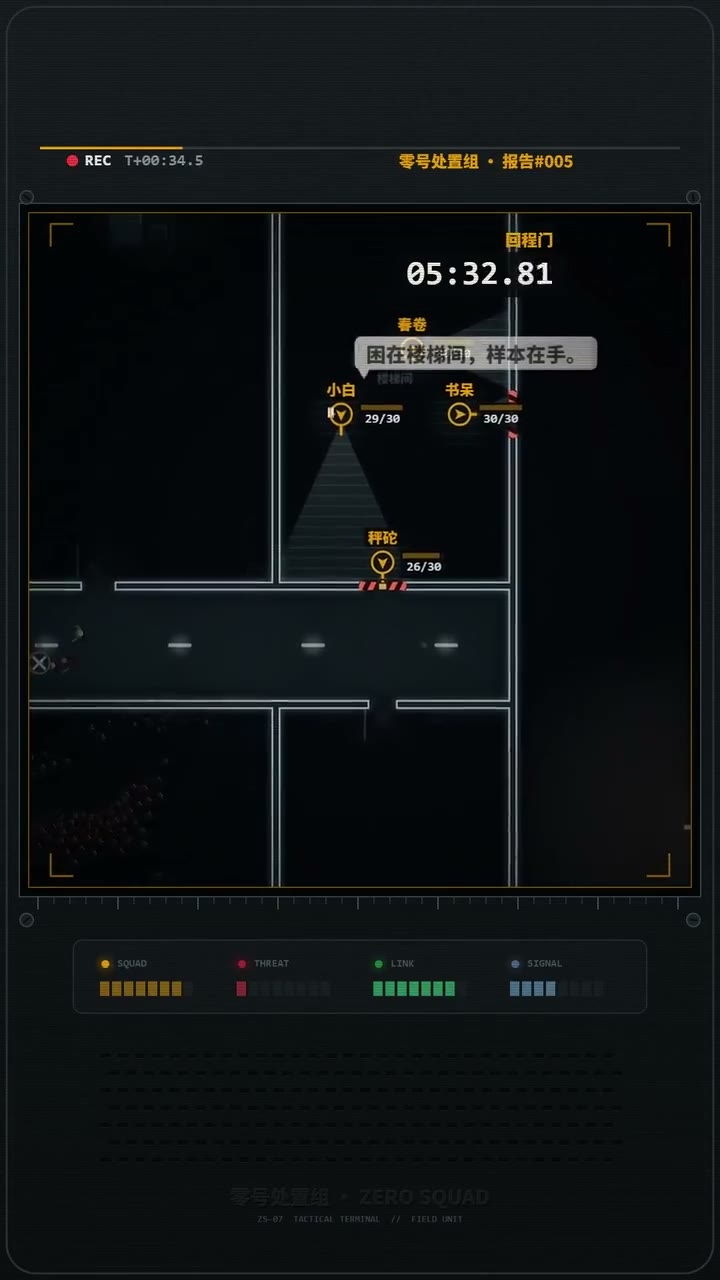 REC T+00:34.5
零号处置组 • 报告#005
回程门
05:32.81
春卷
困在楼梯间，样本在手。
楼梯间
小白
29/30
书呆
30/30
秤砣
26/30
SQUAD
THREAT
LINK
SIGNAL
零号处置组 • ZERO SQUAD
ZS-07 TACTICAL TERMINAL // FIELD UNIT